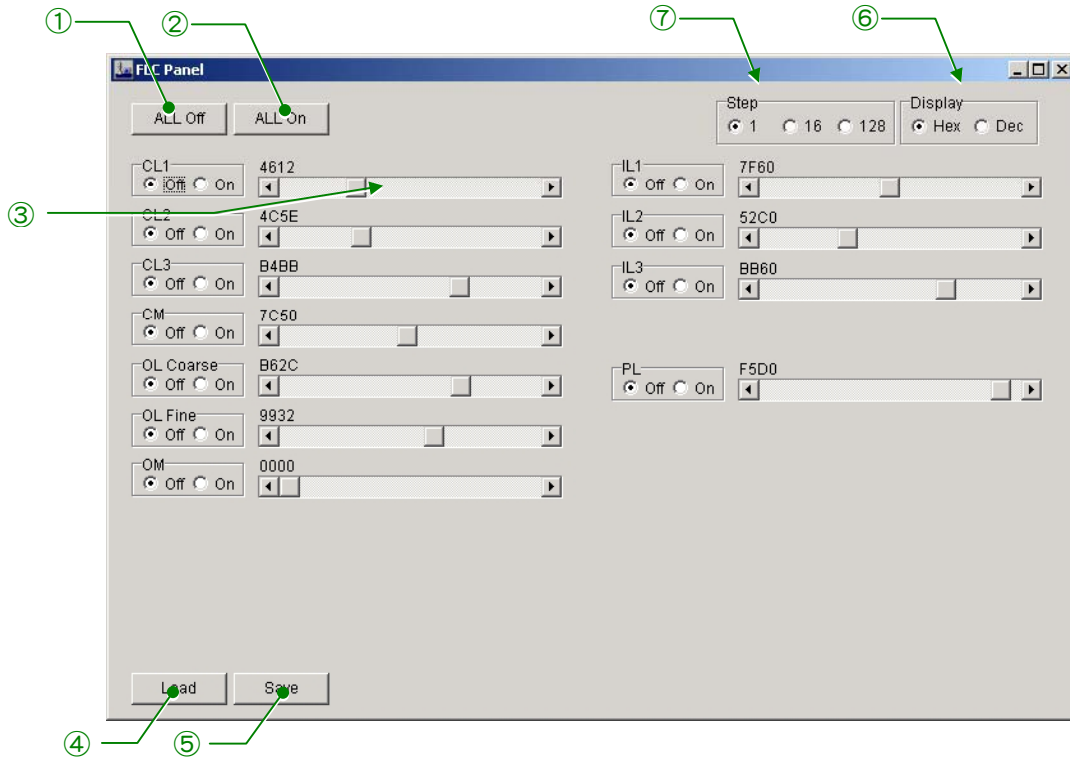 ① ② ⑦ ⑥
FLC Panel
ALL Off ALL On
Step
1 16 128
Display
Hex Dec
CL1
Off On
4612
IL1
Off On
7F60
③
CL2
Off On
4C5E
IL2
Off On
52C0
CL3
Off On
B4BB
IL3
Off On
BB60
CM
Off On
7C50
OL Coarse
Off On
B62C
PL
Off On
F5D0
OL Fine
Off On
9932
OM
Off On
0000
Load Save
④ ⑤